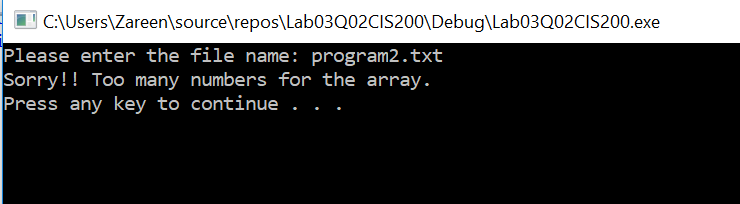 C:\Users\Zareen\source\repos\Lab03Q02CIS200\Debug\Lab03Q02CIS200.exe
Please enter the file name: program2.txt
Sorry!! Too many numbers for the array.
Press any key to continue . . .